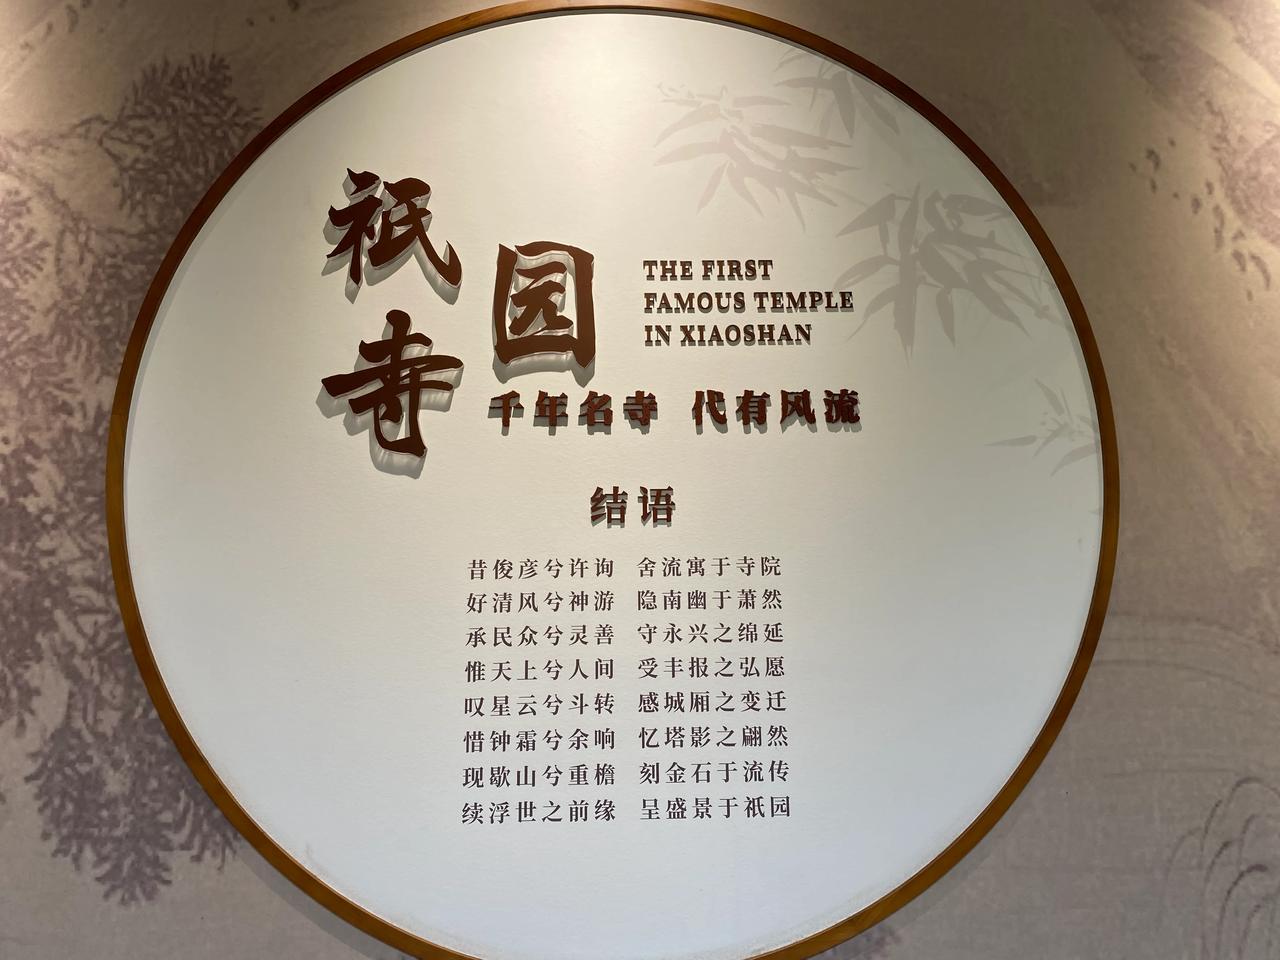 祇园寺
THE FIRST
FAMOUS TEMPLE
IN XIAOSHAN
千年名寺 代有风流
结语
昔俊彦兮许询 舍流寓于寺院
好清风兮神游 隐南幽于萧然
承民众兮灵善 守永兴之绵延
惟天上兮人间 受丰报之弘愿
叹星云兮斗转 感城厢之变迁
惜钟霜兮余响 忆塔影之翩然
现歇山兮重檐 刻金石于流传
续浮世之前缘 呈盛景于祇园